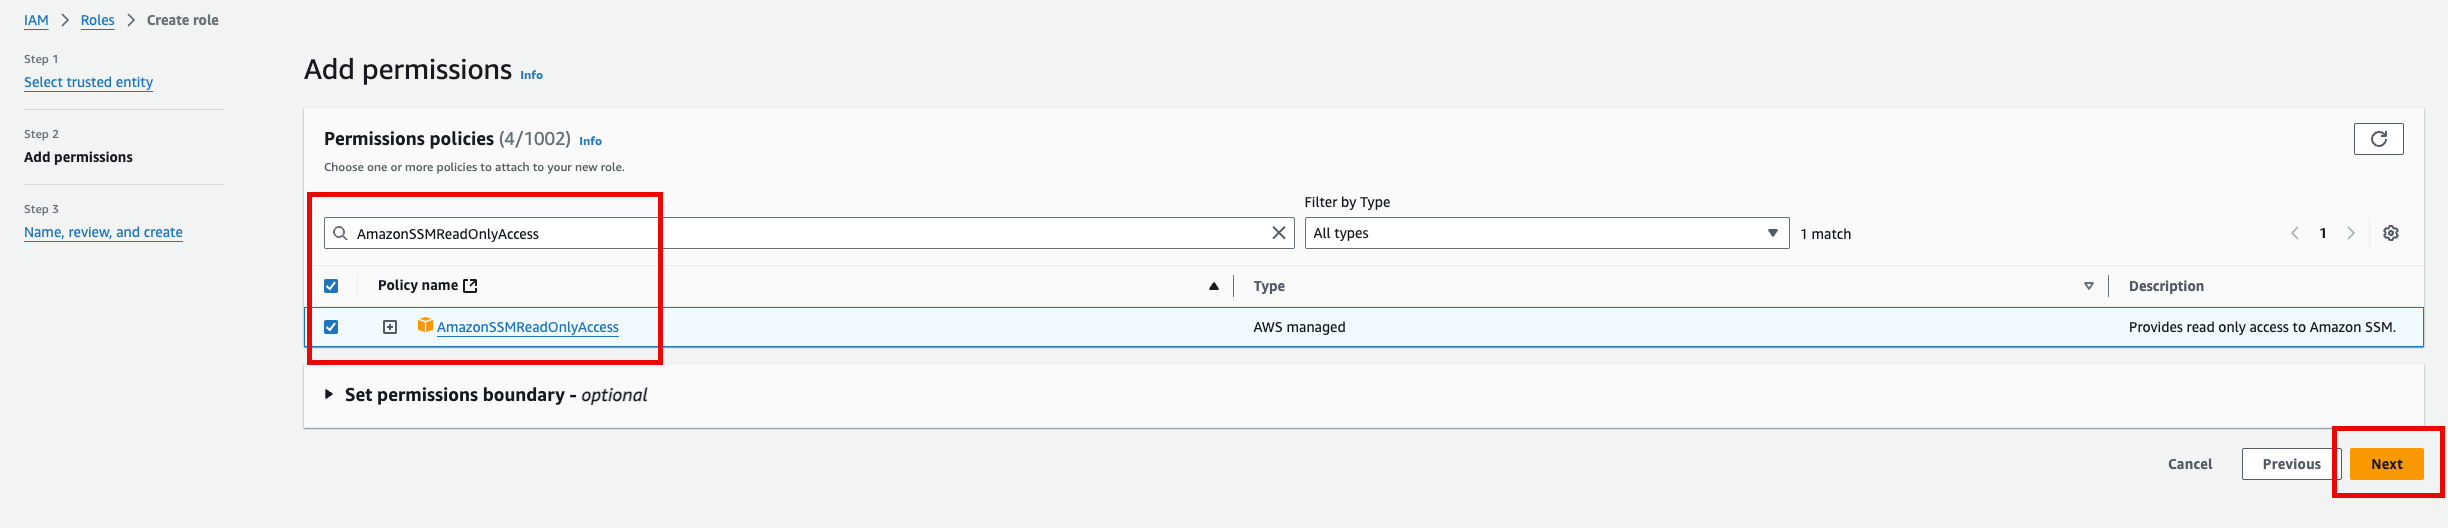 IAM > Roles > Create role
Step 1
Select trusted entity
Step 2
Add permissions
Step 3
Name, review, and create
Add permissions Info
Permissions policies (4/1002) Info
Choose one or more policies to attach to your new role.
Filter by Type
AmazonSSMReadOnlyAccess
All types
1 match
1
Policy name
Type
Description
AmazonSSMReadOnlyAccess
AWS managed
Provides read only access to Amazon SSM.
Set permissions boundary - optional
Cancel
Previous
Next